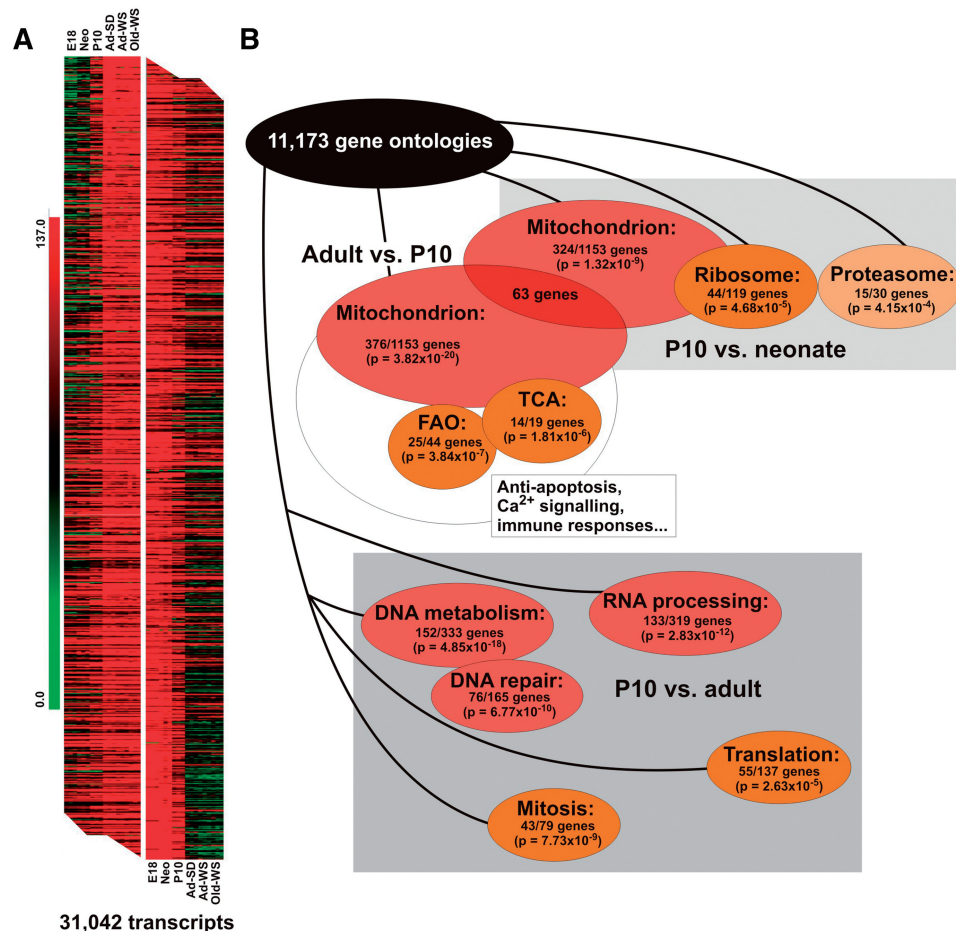 A
E18
Neo
P10
Ad-SD
Ad-WS
Old-WS
137.0
0.0
E18
Neo
P10
Ad-SD
Ad-WS
Old-WS
31,042 transcripts
B
11,173 gene ontologies
Adult vs. P10
Mitochondrion:
324/1153 genes
(p = 1.32x10⁻⁹)
63 genes
Mitochondrion:
376/1153 genes
(p = 3.82x10⁻²⁰)
Ribosome:
44/119 genes
(p = 4.68x10⁻⁵)
Proteasome:
15/30 genes
(p = 4.15x10⁻⁴)
P10 vs. neonate
FAO:
25/44 genes
(p = 3.84x10⁻⁷)
TCA:
14/19 genes
(p = 1.81x10⁻⁶)
Anti-apoptosis,
Ca²⁺ signalling,
immune responses...
DNA metabolism:
152/333 genes
(p = 4.85x10⁻¹⁸)
RNA processing:
133/319 genes
(p = 2.83x10⁻¹²)
DNA repair:
76/165 genes
(p = 6.77x10⁻¹⁰)
P10 vs. adult
Translation:
55/137 genes
(p = 2.63x10⁻⁵)
Mitosis:
43/79 genes
(p = 7.73x10⁻⁹)